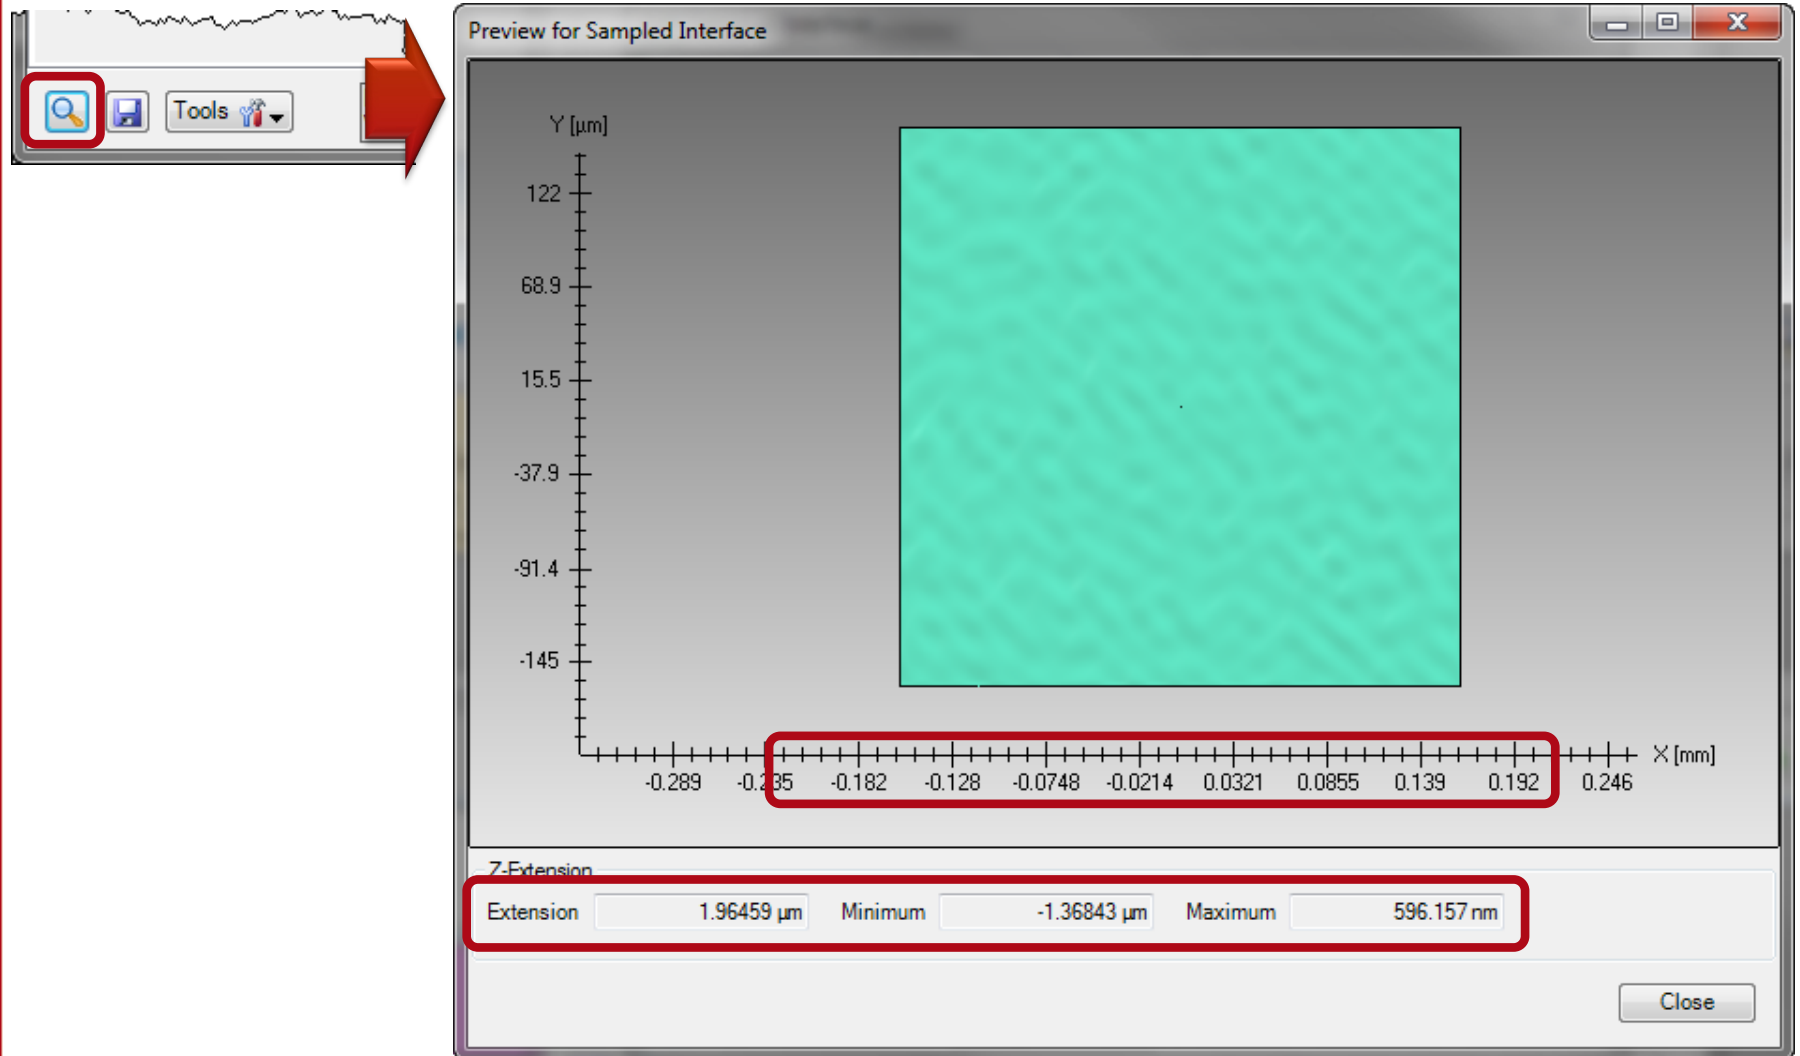 Tools
Preview for Sampled Interface
Y [µm]
122
68.9
15.5
-37.9
-91.4
-145
-0.289 -0.235 -0.182 -0.128 -0.0748 -0.0214 0.0321 0.0855 0.139 0.192 0.246 X [mm]
Z-Extension
Extension 1.96459 µm Minimum -1.36843 µm Maximum 596.157 nm
Close